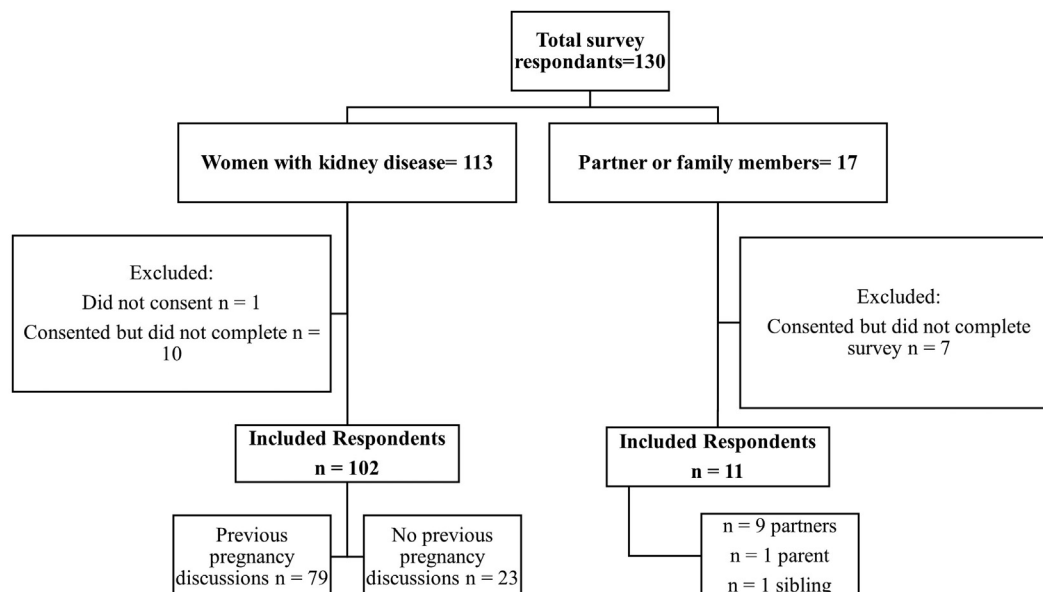 Total survey
respondants=130
Women with kidney disease= 113
Partner or family members= 17
Excluded:
Did not consent n = 1
Consented but did not complete n =
10
Excluded:
Consented but did not complete
survey n = 7
Included Respondents
n = 102
Included Respondents
n = 11
Previous
pregnancy
discussions n = 79
No previous
pregnancy
discussions n = 23
n = 9 partners
n = 1 parent
n = 1 sibling